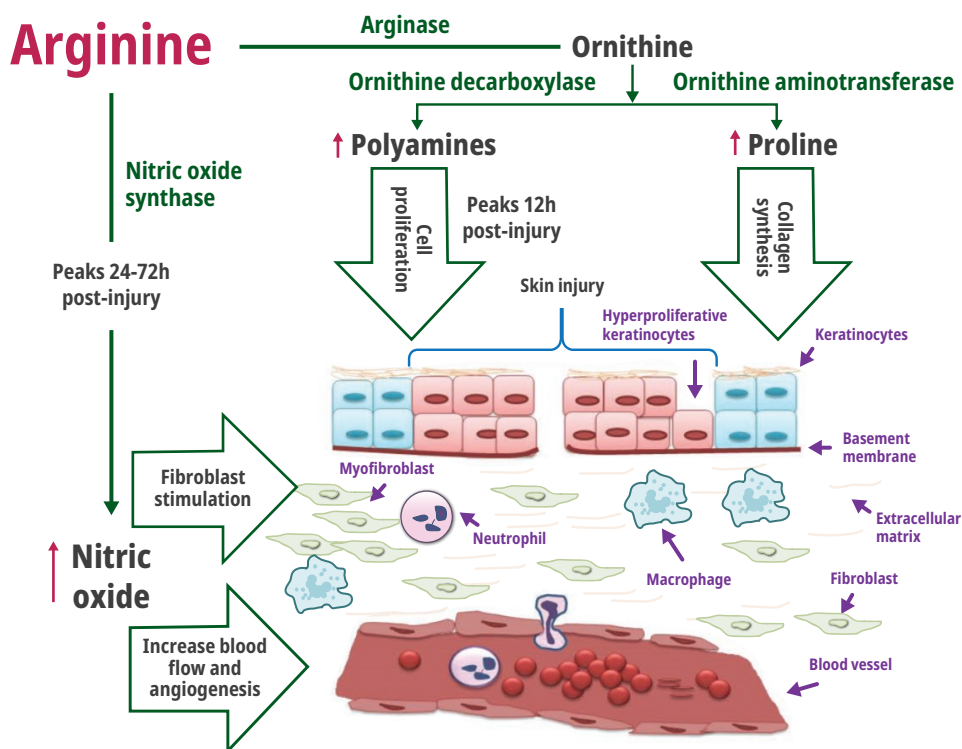 Arginine
Arginase
Ornithine
Ornithine decarboxylase
Ornithine aminotransferase
Polyamines
Proline
Nitric oxide
synthase
Cell
proliferation
Peaks 12h
post-injury
Collagen
synthesis
Peaks 24-72h
post-injury
Skin injury
Hyperproliferative
keratinocytes
Keratinocytes
Basement
membrane
Myofibroblast
Fibroblast
stimulation
Neutrophil
Extracellular
matrix
Macrophage
Nitric
oxide
Fibroblast
Increase blood
flow and
angiogenesis
Blood vessel